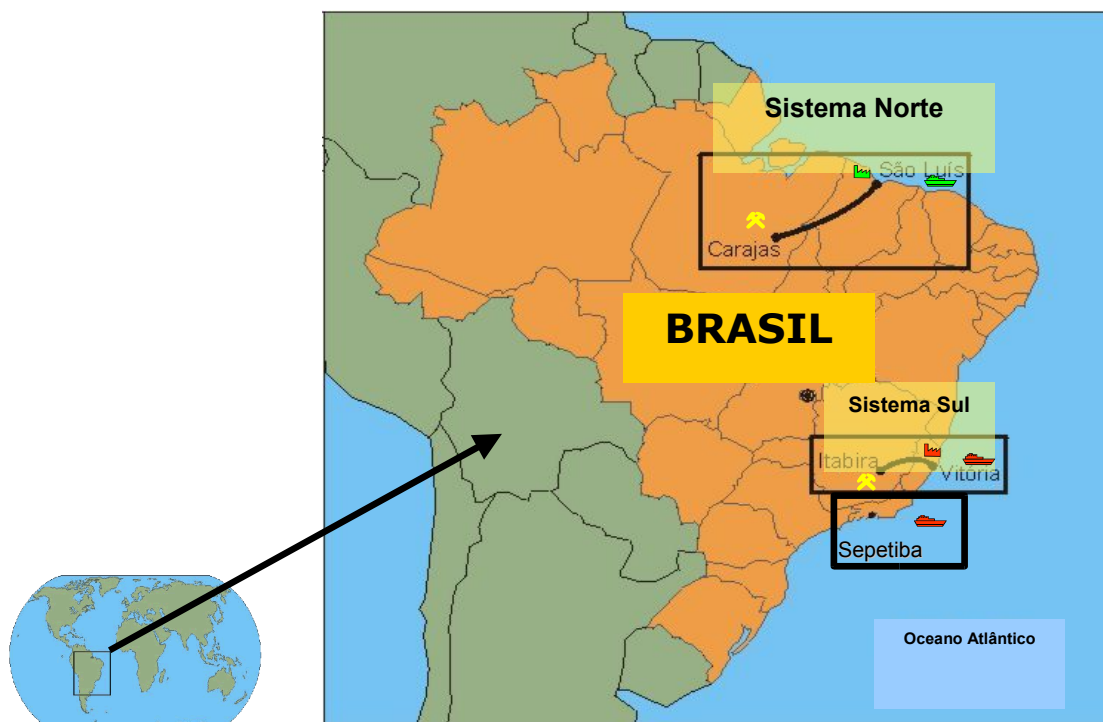 Sistema Norte
São Luís
Carajas
BRASIL
Sistema Sul
Itabira
Vitória
Sepetiba
Oceano Atlântico